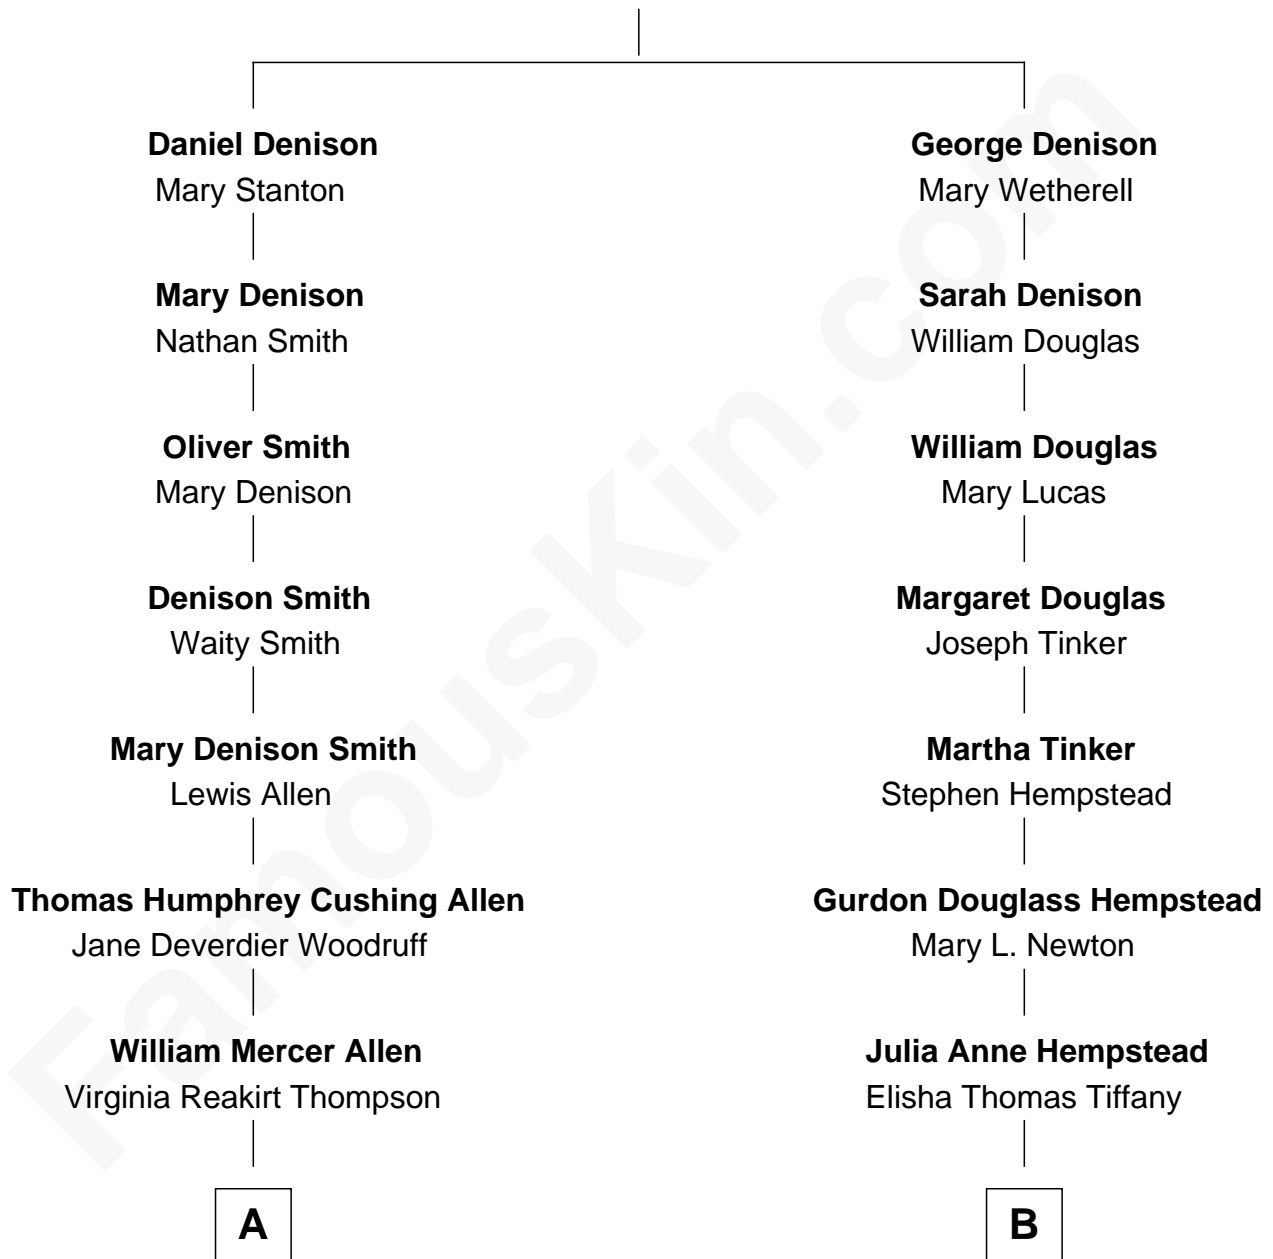 Daniel Denison
Mary Stanton
Mary Denison
Nathan Smith
Oliver Smith
Mary Denison
Denison Smith
Waity Smith
Mary Denison Smith
Lewis Allen
Thomas Humphrey Cushing Allen
Jane Deverdier Woodruff
William Mercer Allen
Virginia Reakirt Thompson
A
George Denison
Mary Wetherell
Sarah Denison
William Douglas
William Douglas
Mary Lucas
Margaret Douglas
Joseph Tinker
Martha Tinker
Stephen Hempstead
Gurdon Douglass Hempstead
Mary L. Newton
Julia Anne Hempstead
Elisha Thomas Tiffany
B
FamousKin.com